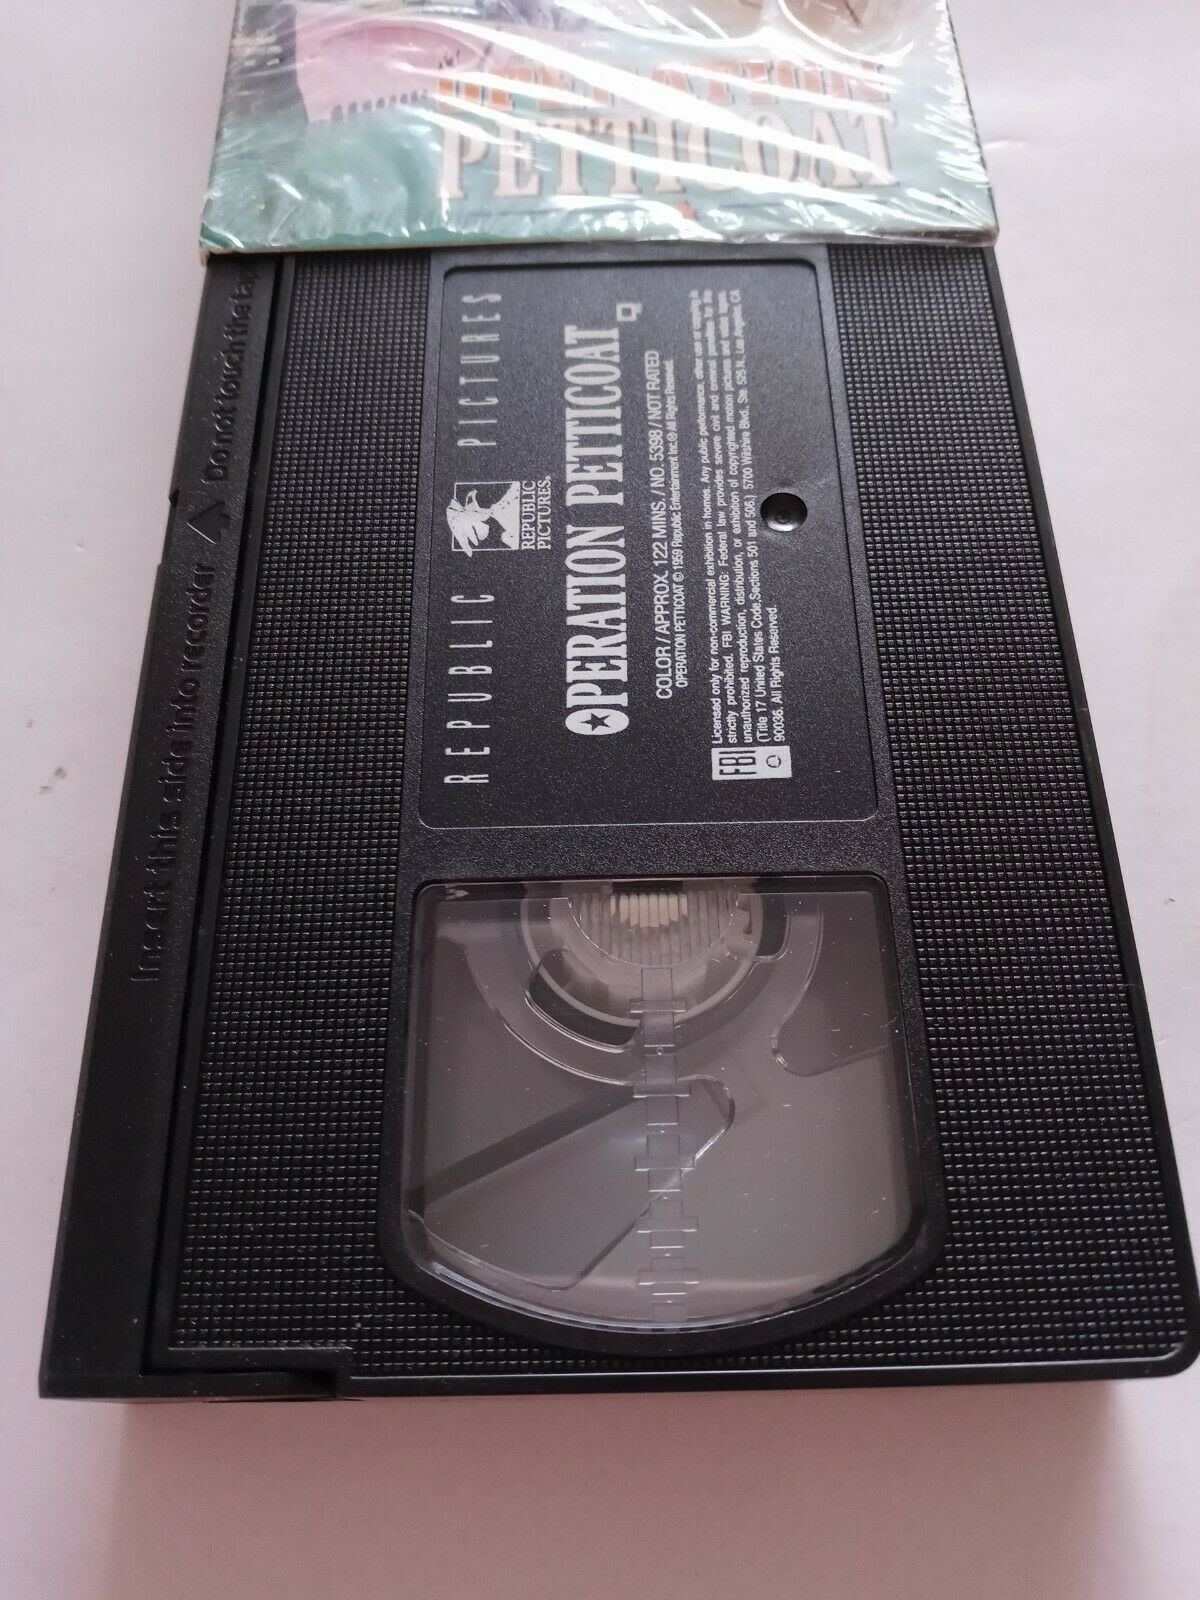 OPERATION
PETTICOAT
Insert this side into recorder Do not touch the tap
REPUBLIC PICTURES
REPUBLIC
PICTURES
OPERATION PETTICOAT
COLOR / APPROX. 122 MINS. / NO. 5398 / NOT RATED
OPERATION PETTICOAT © 1959 Republic Entertainment Inc.® All Rights Reserved.
FBI
Licensed only for non-commercial exhibition in homes. Any public performance, other use or copying is
strictly prohibited. FBI WARNING: Federal law provides severe civil and criminal penalties for the
unauthorized reproduction, distribution, or exhibition of copyrighted motion pictures and video tapes
(Title 17 United States Code, Sections 501 and 506.) 5700 Wilshire Blvd. Ste 525 N., Los Angeles, CA
90036. All Rights Reserved.